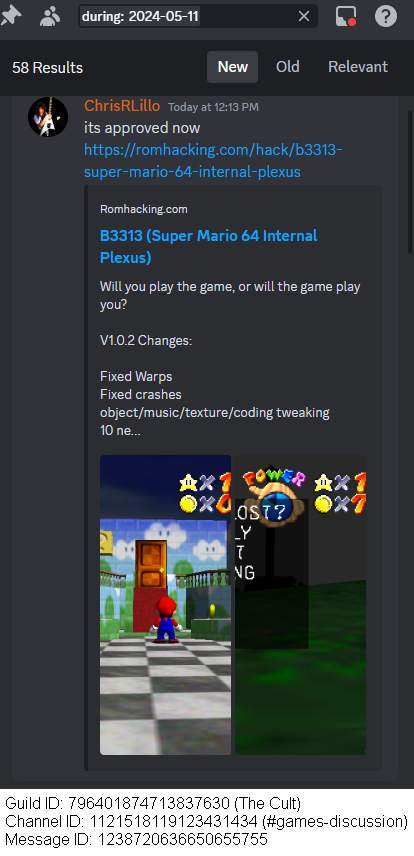 during: 2024-05-11
58 Results
New
Old
Relevant
ChrisRLillo Today at 12:13 PM
its approved now
https://romhacking.com/hack/b3313-
super-mario-64-internal-plexus
Romhacking.com
B3313 (Super Mario 64 Internal
Plexus)
Will you play the game, or will the game play
you?
V1.0.2 Changes:
Fixed Warps
Fixed crashes
object/music/texture/coding tweaking
10 ne...
POWER
OST?
LY
T
NG
Guild ID: 796401874713837630 (The Cult)
Channel ID: 1121518119123431434 (#games-discussion)
Message ID: 1238720636650655755